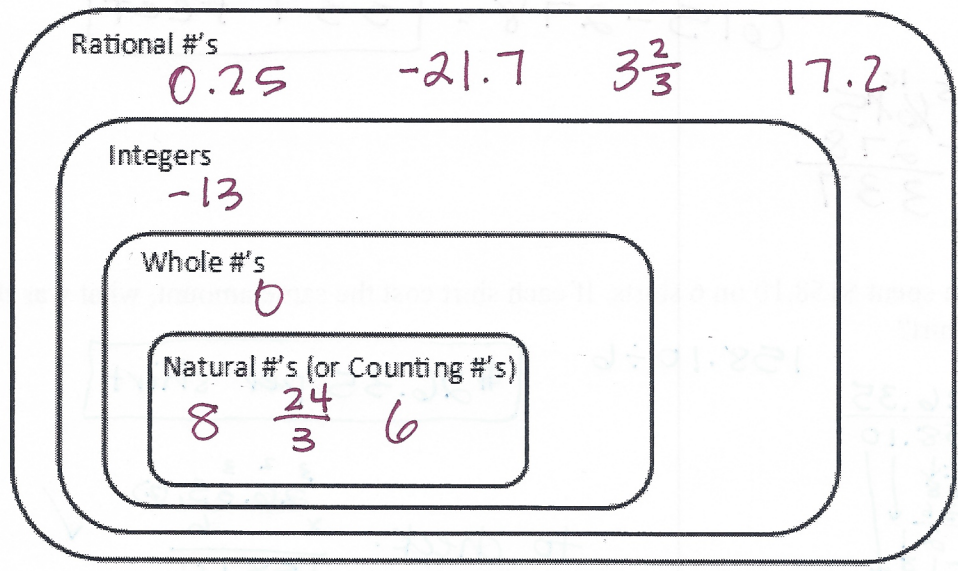 Rational #'s
0.25 -21.7 3 2/3 17.2
Integers
-13
Whole #'s
0
Natural #'s (or Counting #'s)
8 24/3 6